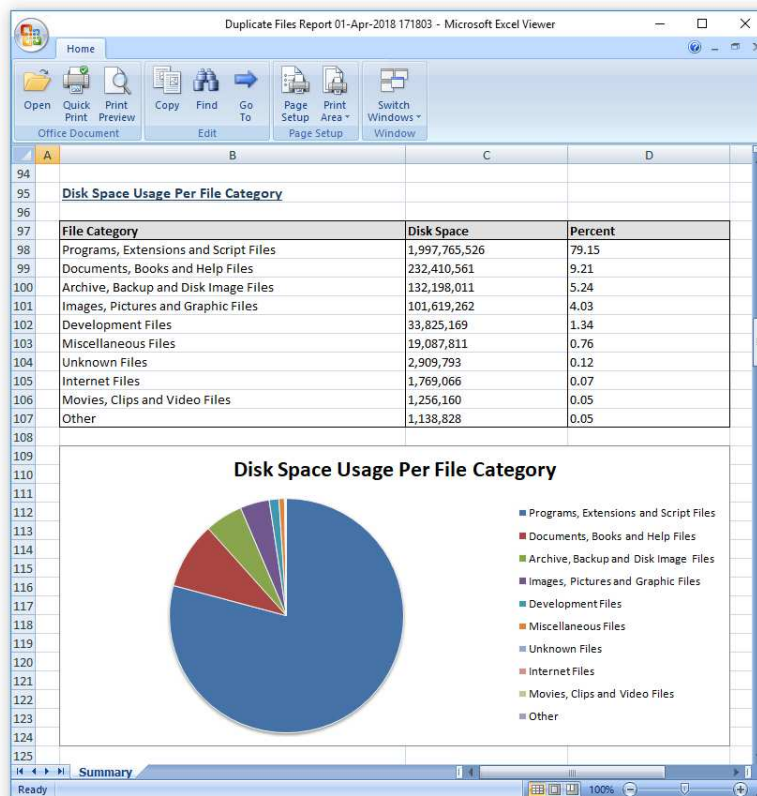 Duplicate Files Report 01-Apr-2018 171803 - Microsoft Excel Viewer
Home
Open Quick Print Print Preview Copy Find Go To Page Setup Print Area Switch Windows
Office Document Edit Page Setup Window
A B C D
94
95 Disk Space Usage Per File Category
96
97 File Category Disk Space Percent
98 Programs, Extensions and Script Files 1,997,765,526 79.15
99 Documents, Books and Help Files 232,410,561 9.21
100 Archive, Backup and Disk Image Files 132,198,011 5.24
101 Images, Pictures and Graphic Files 101,619,262 4.03
102 Development Files 33,825,169 1.34
103 Miscellaneous Files 19,087,811 0.76
104 Unknown Files 2,909,793 0.12
105 Internet Files 1,769,066 0.07
106 Movies, Clips and Video Files 1,256,160 0.05
107 Other 1,138,828 0.05
108
109
110 Disk Space Usage Per File Category
111
112 Programs, Extensions and Script Files
113 Documents, Books and Help Files
114 Archive, Backup and Disk Image Files
115
116 Images, Pictures and Graphic Files
117 Development Files
118 Miscellaneous Files
119 Unknown Files
120 Internet Files
121
122 Movies, Clips and Video Files
123 Other
124
125
Summary
Ready 100%